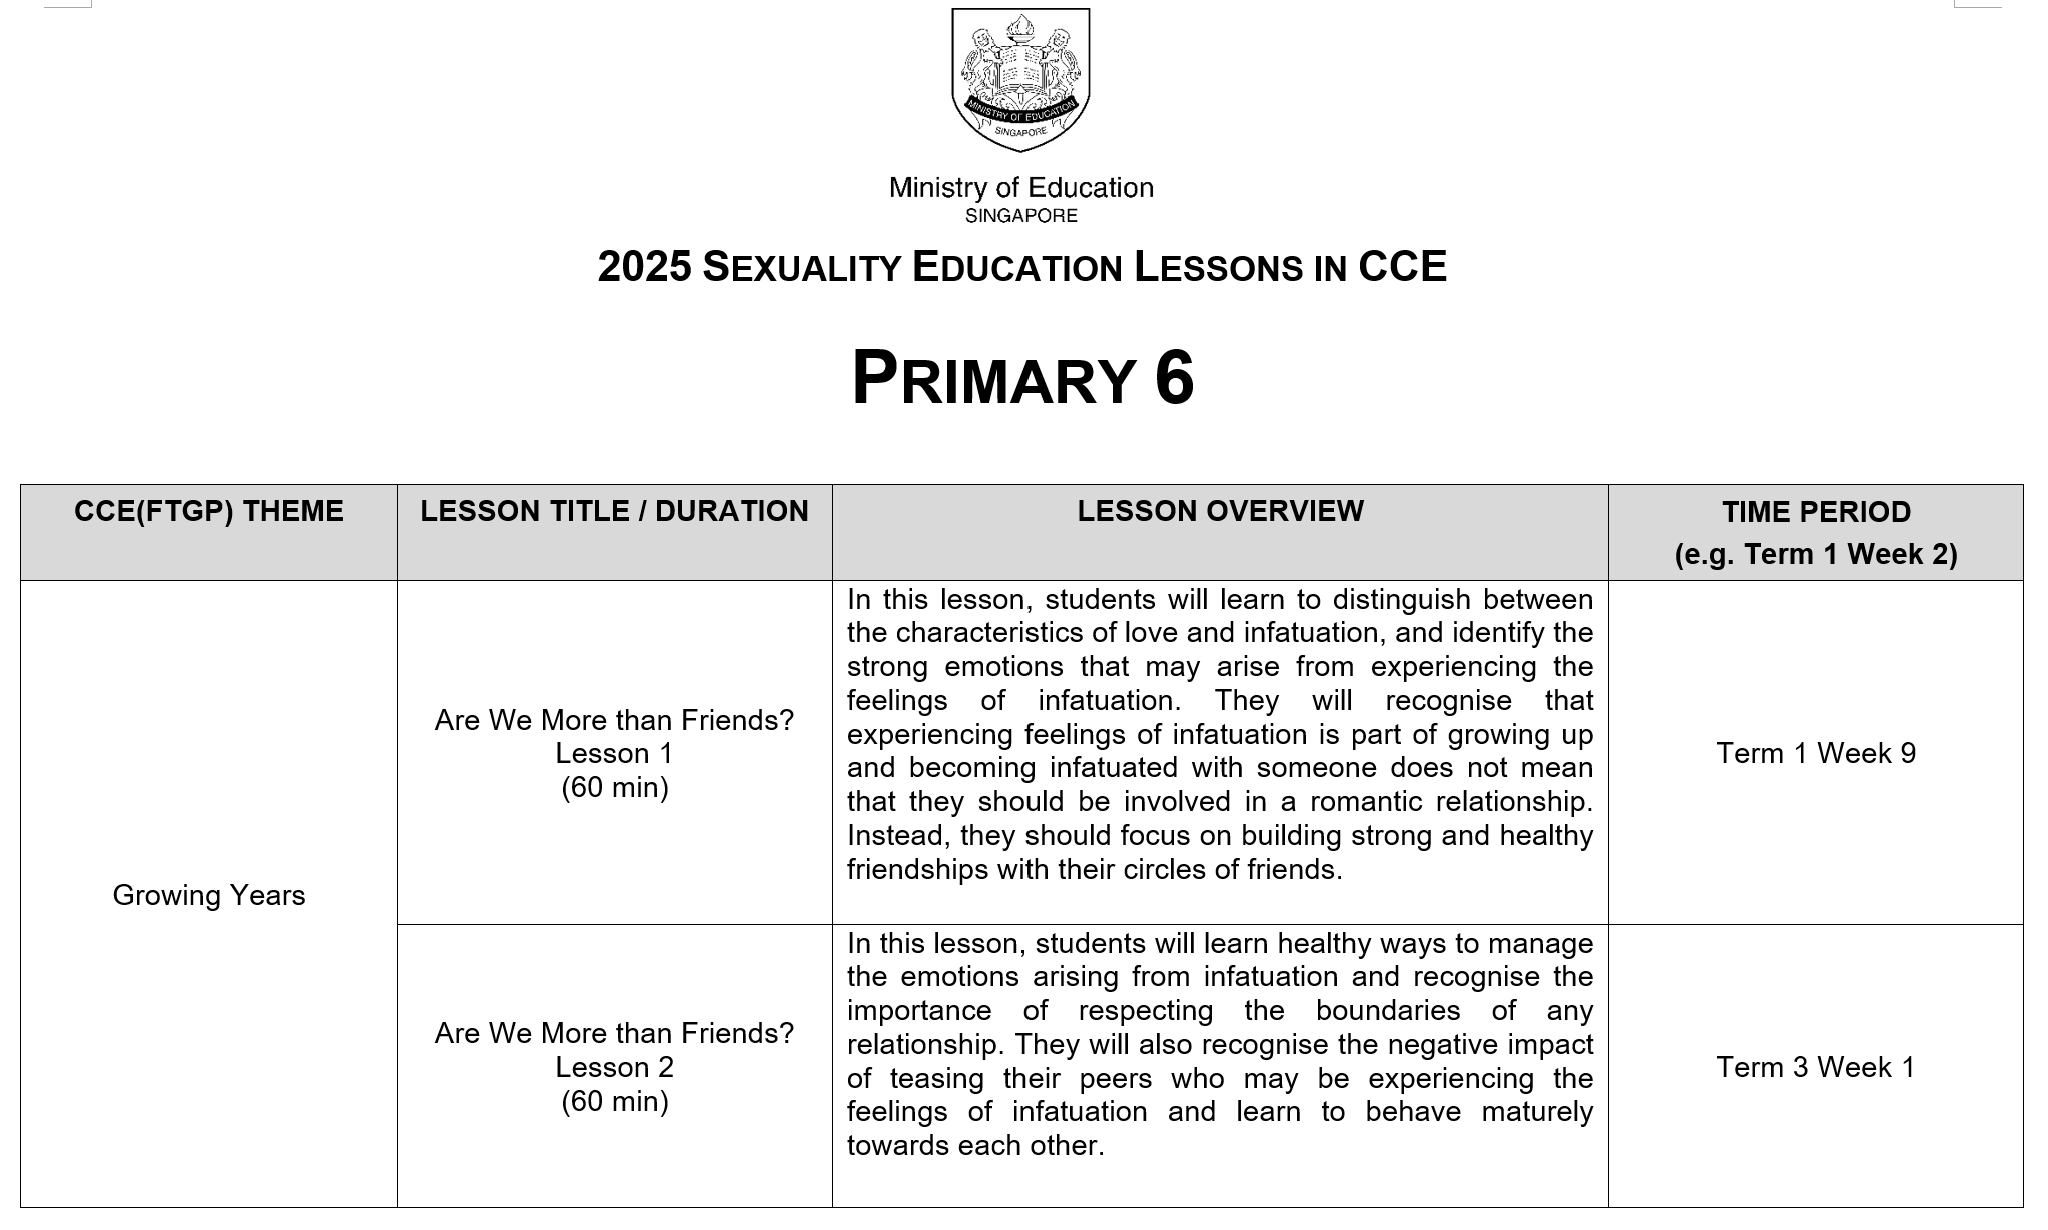 MINISTRY OF EDUCATION
SINGAPORE
Ministry of Education
SINGAPORE
2025 SEXUALITY EDUCATION LESSONS IN CCE
PRIMARY 6
CCE(FTGP) THEME
LESSON TITLE / DURATION
LESSON OVERVIEW
TIME PERIOD
(e.g. Term 1 Week 2)
Growing Years
Are We More than Friends?
Lesson 1
(60 min)
In this lesson, students will learn to distinguish between
the characteristics of love and infatuation, and identify the
strong emotions that may arise from experiencing the
feelings of infatuation. They will recognise that
experiencing feelings of infatuation is part of growing up
and becoming infatuated with someone does not mean
that they should be involved in a romantic relationship.
Instead, they should focus on building strong and healthy
friendships with their circles of friends.
Term 1 Week 9
Are We More than Friends?
Lesson 2
(60 min)
In this lesson, students will learn healthy ways to manage
the emotions arising from infatuation and recognise the
importance of respecting the boundaries of any
relationship. They will also recognise the negative impact
of teasing their peers who may be experiencing the
feelings of infatuation and learn to behave maturely
towards each other.
Term 3 Week 1